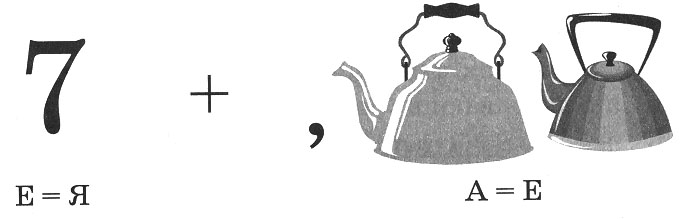 7 + ,
Е = Я
А = Е